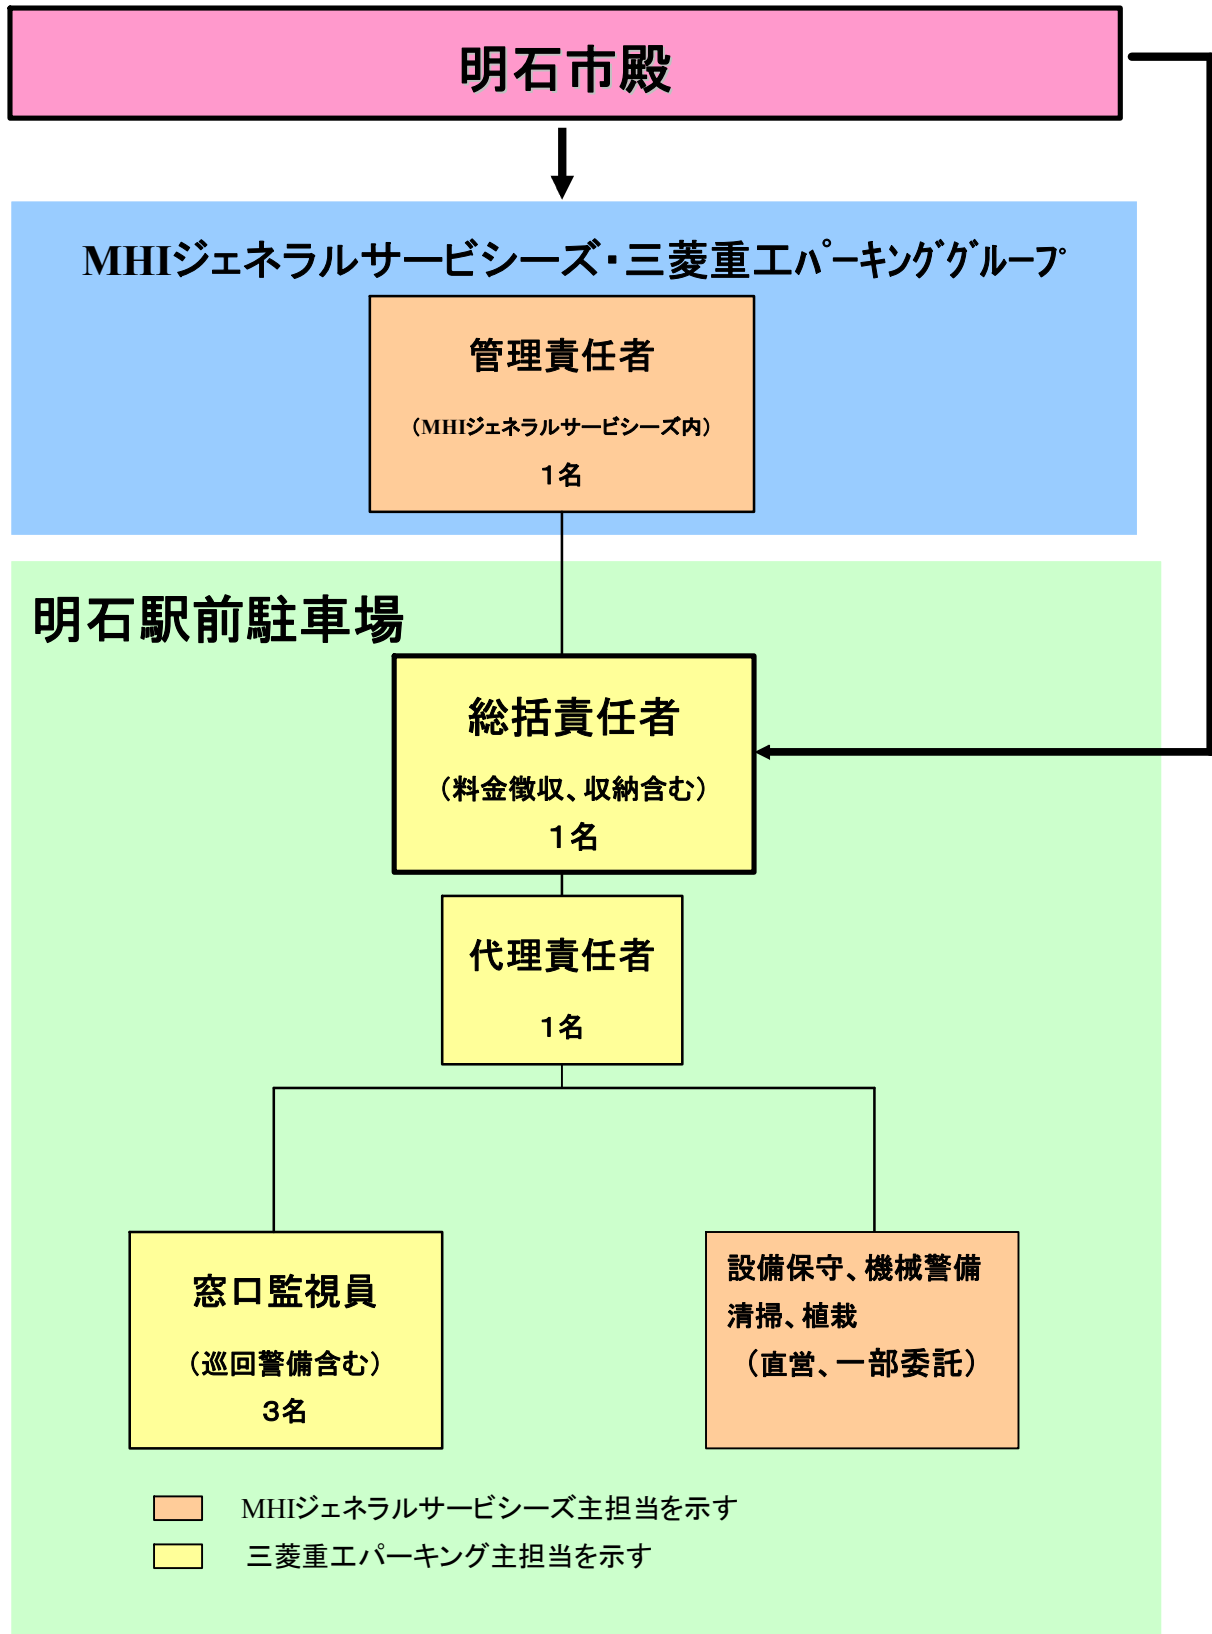 明石市殿
MHIジェネラルサービシーズ・三菱重工ﾊﾟｰｷﾝｸﾞｸﾞﾙｰﾌﾟ
管理責任者
（MHIジェネラルサービシーズ内）
１名
明石駅前駐車場
総括責任者
（料金徴収、収納含む）
１名
代理責任者
１名
窓口監視員
（巡回警備含む）
３名
設備保守、機械警備
清掃、植栽
（直営、一部委託）
MHIジェネラルサービシーズ主担当を示す
三菱重工パーキング主担当を示す